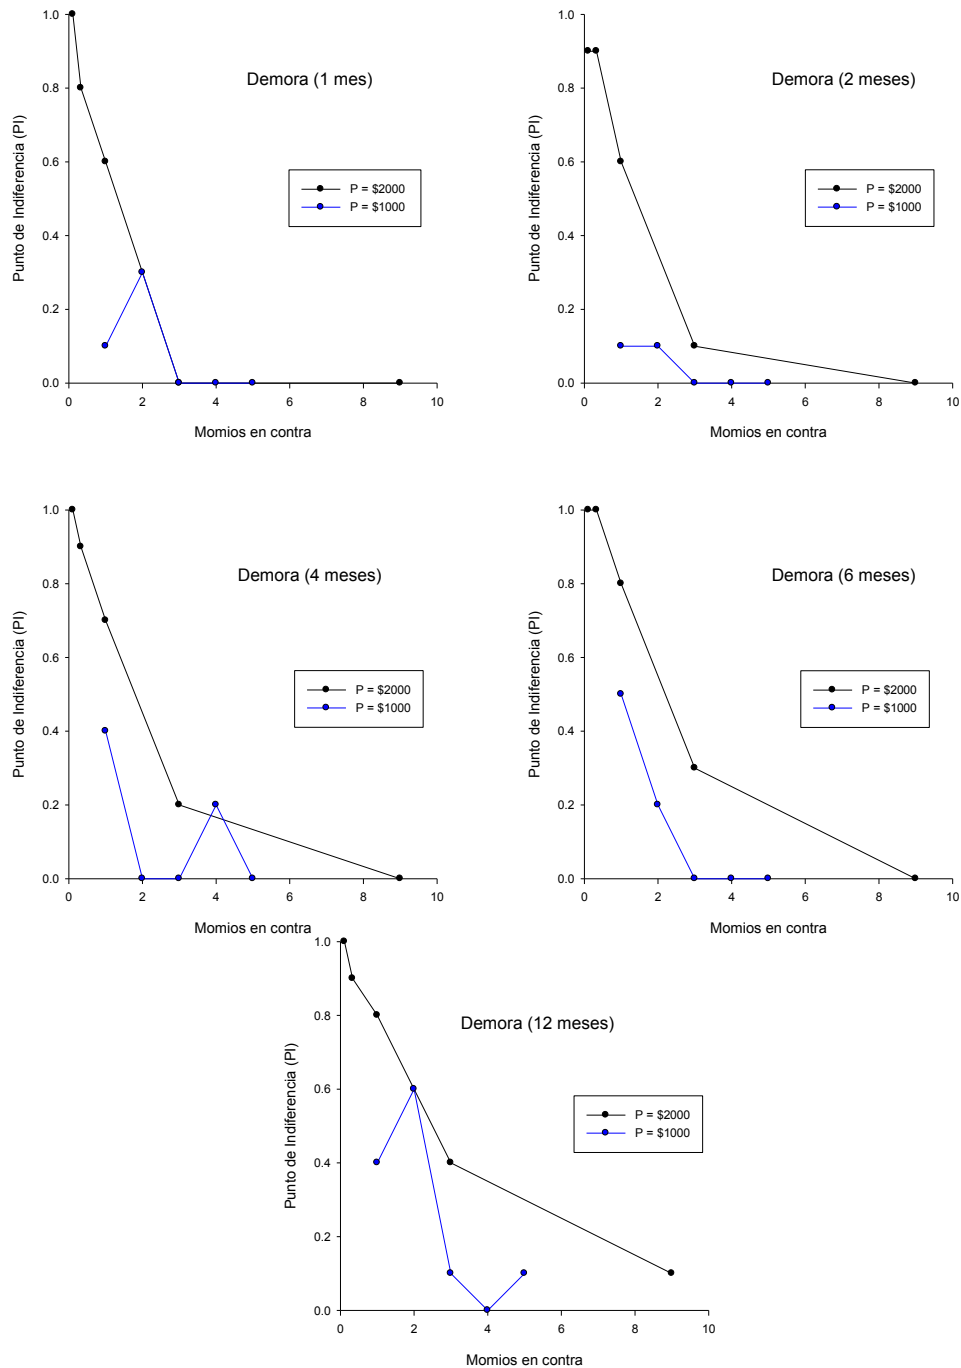 Demora (1 mes)
Punto de Indiferencia (PI)
1.0
0.8
0.6
0.4
0.2
0.0
P = $2000
P = $1000
0 2 4 6 8 10
Momios en contra
Demora (2 meses)
Punto de Indiferencia (PI)
1.0
0.8
0.6
0.4
0.2
0.0
P = $2000
P = $1000
0 2 4 6 8 10
Momios en contra
Demora (4 meses)
Punto de Indiferencia (PI)
1.0
0.8
0.6
0.4
0.2
0.0
P = $2000
P = $1000
0 2 4 6 8 10
Momios en contra
Demora (6 meses)
Punto de Indiferencia (PI)
1.0
0.8
0.6
0.4
0.2
0.0
P = $2000
P = $1000
0 2 4 6 8 10
Momios en contra
Demora (12 meses)
Punto de Indiferencia (PI)
1.0
0.8
0.6
0.4
0.2
0.0
P = $2000
P = $1000
0 2 4 6 8 10
Momios en contra